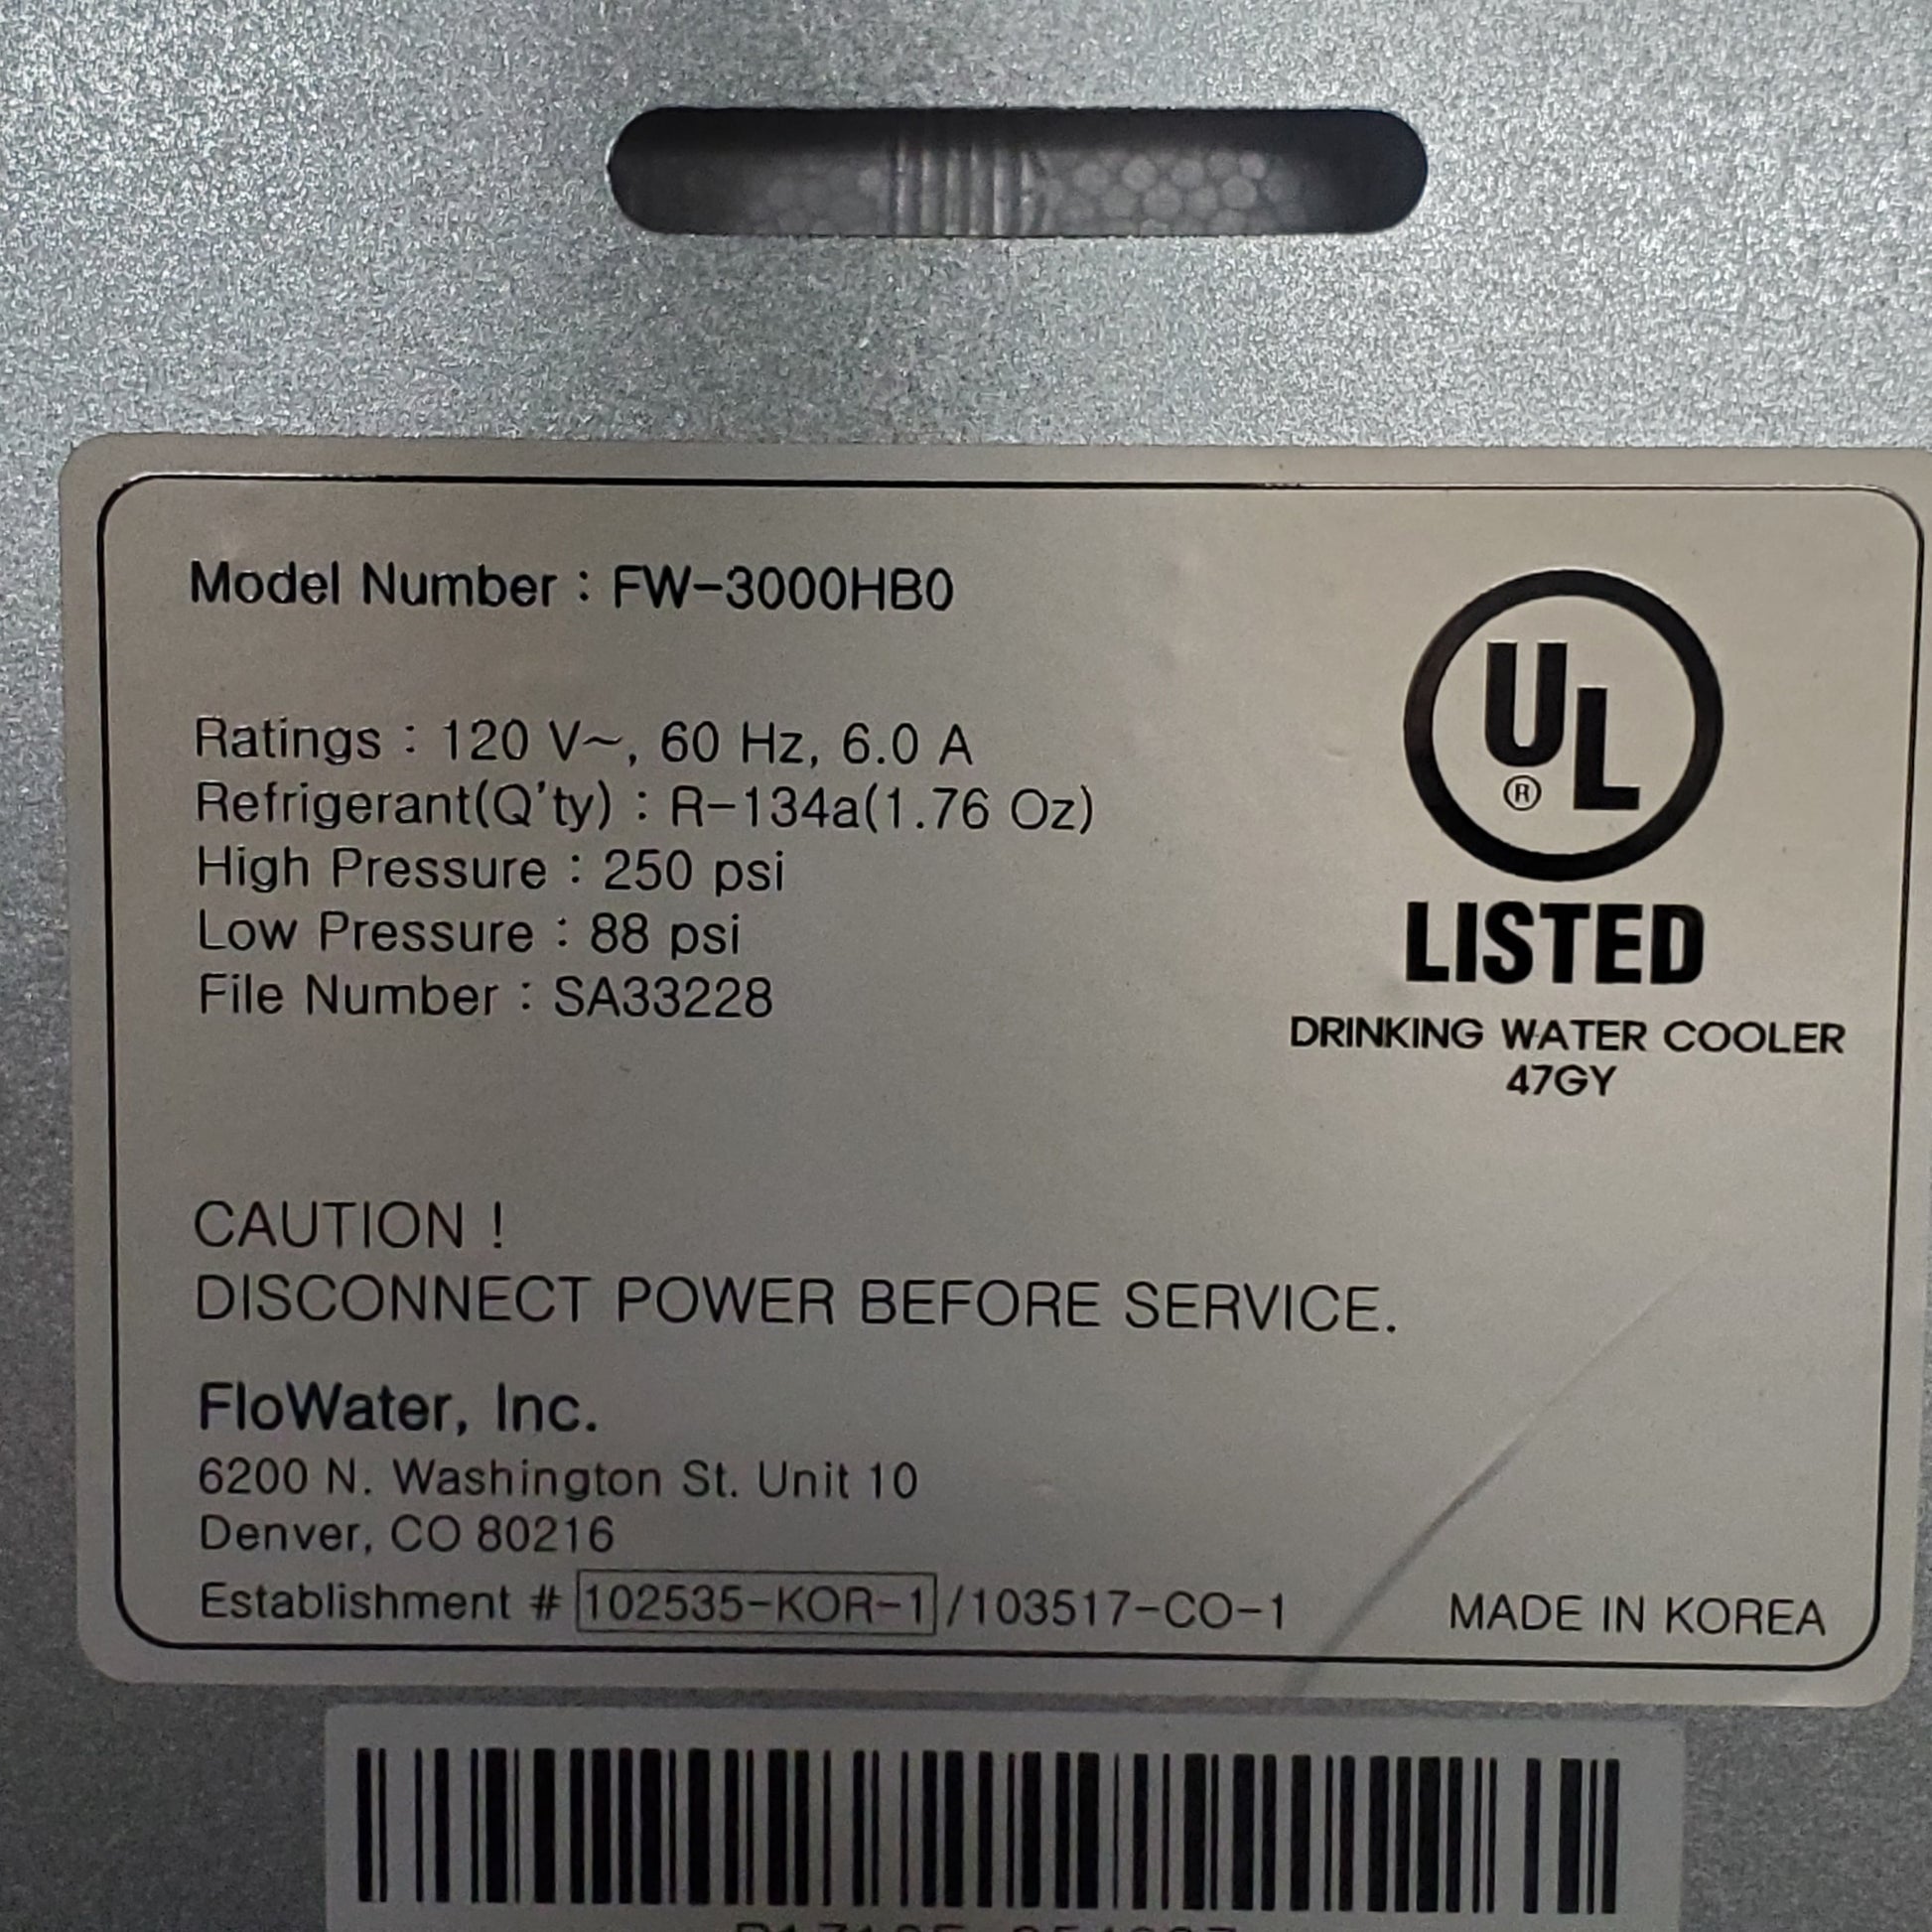 Model Number : FW-3000HB0
Ratings : 120 V~, 60 Hz, 6.0 A
Refrigerant(Q'ty) : R-134a(1.76 Oz)
High Pressure : 250 psi
Low Pressure : 88 psi
File Number : SA33228
UL
®
LISTED
DRINKING WATER COOLER
47GY
CAUTION !
DISCONNECT POWER BEFORE SERVICE.
FloWater, Inc.
6200 N. Washington St. Unit 10
Denver, CO 80216
Establishment # 102535-KOR-1 /103517-CO-1
MADE IN KOREA